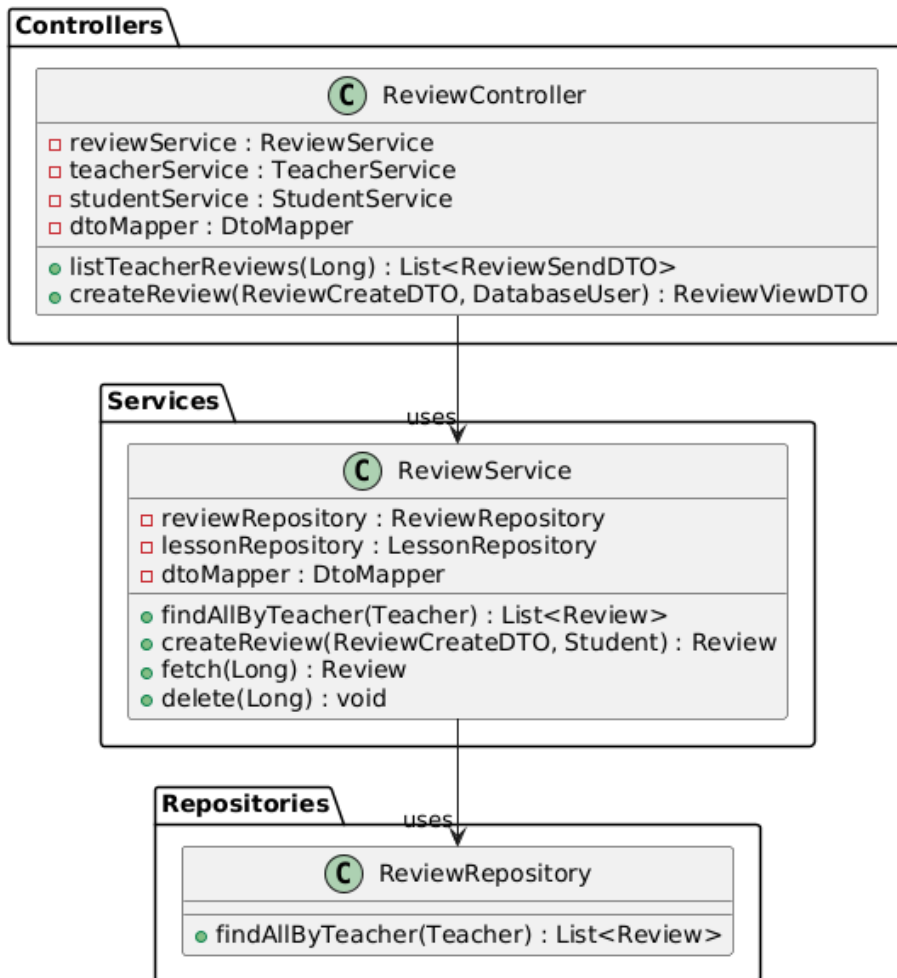 Controllers
C ReviewController
reviewService : ReviewService
teacherService : TeacherService
studentService : StudentService
dtoMapper : DtoMapper
listTeacherReviews(Long) : List<ReviewSendDTO>
createReview(ReviewCreateDTO, DatabaseUser) : ReviewViewDTO
uses
Services
C ReviewService
reviewRepository : ReviewRepository
lessonRepository : LessonRepository
dtoMapper : DtoMapper
findAllByTeacher(Teacher) : List<Review>
createReview(ReviewCreateDTO, Student) : Review
fetch(Long) : Review
delete(Long) : void
uses
Repositories
C ReviewRepository
findAllByTeacher(Teacher) : List<Review>